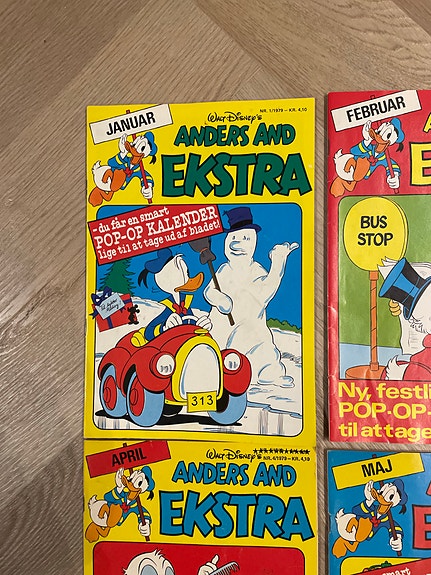 JANUAR
WALT DISNEY'S
NR. 1/1979 – KR. 4,10
ANDERS AND
EKSTRA
- du får en smart
POP-OP KALENDER
lige til at tage ud af bladet!
313
FEBRUAR
BUS
STOP
Ny, festli
POP-OP-
til at tage
APRIL
WALT DISNEY'S
NR. 4/1979 – KR. 4,10
ANDERS AND
EKSTRA
MAJ
smart